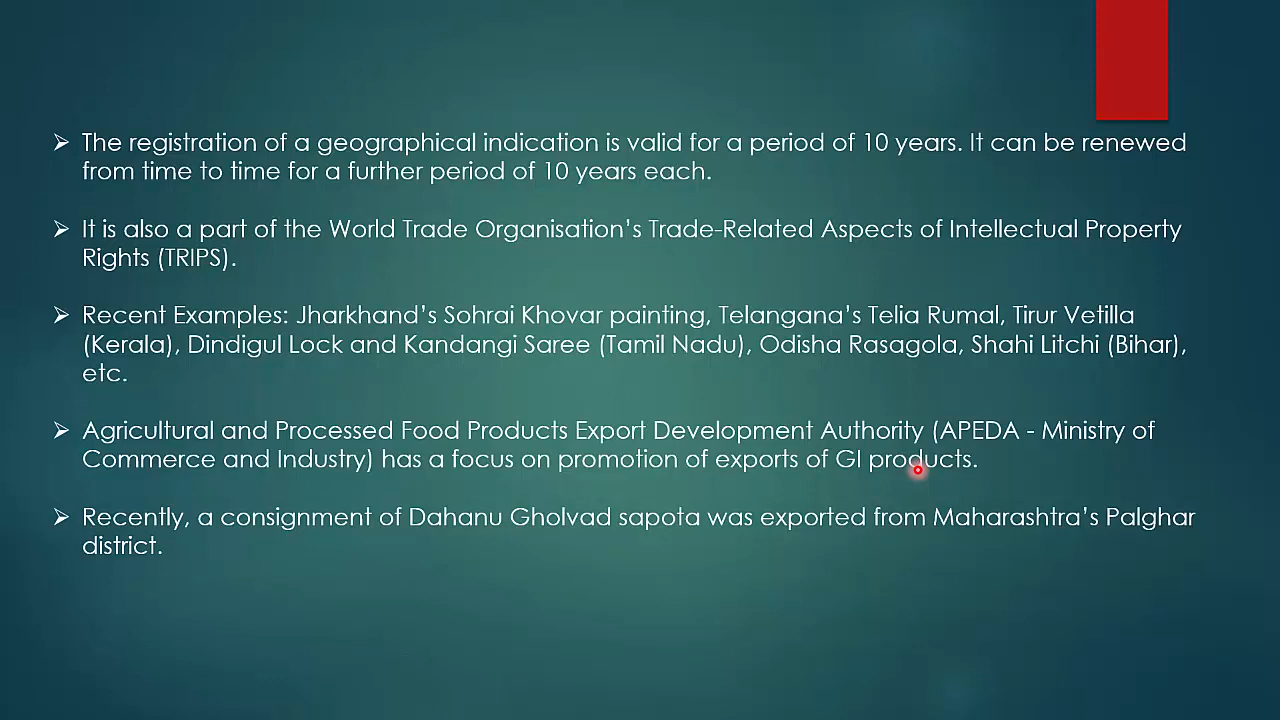 The registration of a geographical indication is valid for a period of 10 years. It can be renewed
from time to time for a further period of 10 years each.
It is also a part of the World Trade Organisation’s Trade-Related Aspects of Intellectual Property
Rights (TRIPS).
Recent Examples: Jharkhand’s Sohrai Khovar painting, Telangana’s Telia Rumal, Tirur Vetilla
(Kerala), Dindigul Lock and Kandangi Saree (Tamil Nadu), Odisha Rasagola, Shahi Litchi (Bihar),
etc.
Agricultural and Processed Food Products Export Development Authority (APEDA - Ministry of
Commerce and Industry) has a focus on promotion of exports of GI products.
Recently, a consignment of Dahanu Gholvad sapota was exported from Maharashtra’s Palghar
district.